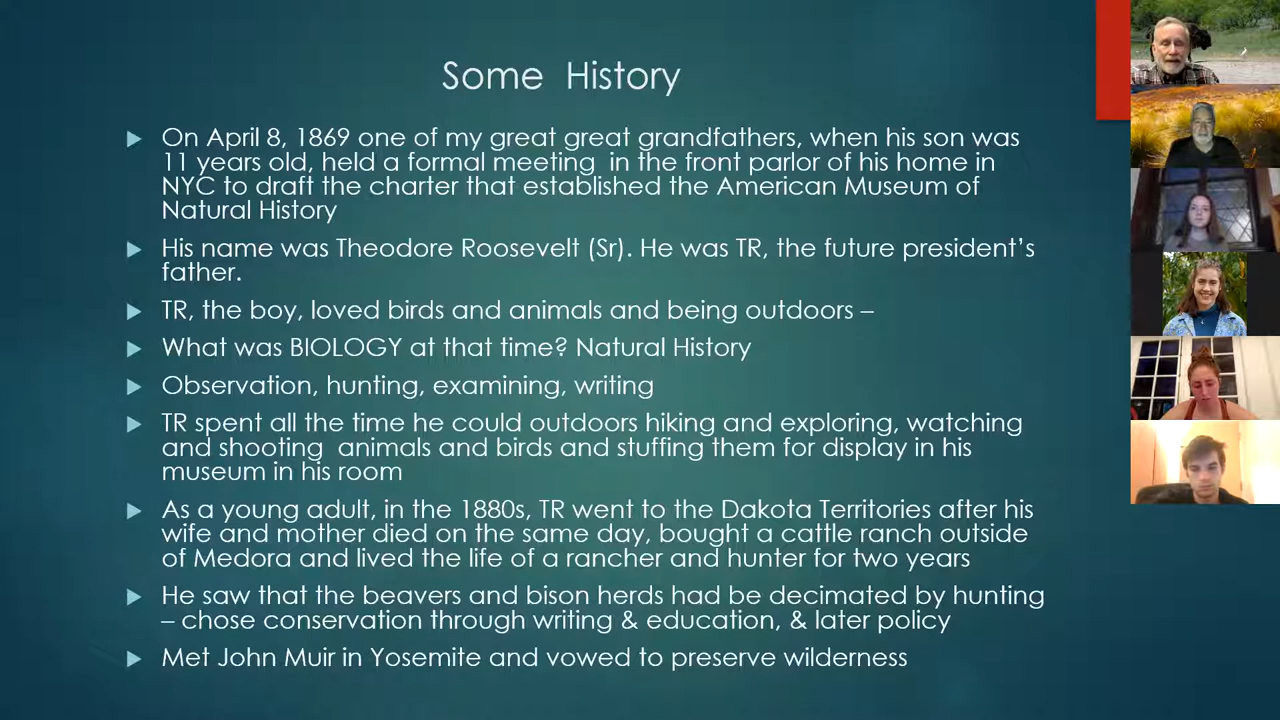 Some History
On April 8, 1869 one of my great great grandfathers, when his son was
11 years old, held a formal meeting in the front parlor of his home in
NYC to draft the charter that established the American Museum of
Natural History
His name was Theodore Roosevelt (Sr). He was TR, the future president's
father.
TR, the boy, loved birds and animals and being outdoors –
What was BIOLOGY at that time? Natural History
Observation, hunting, examining, writing
TR spent all the time he could outdoors hiking and exploring, watching
and shooting animals and birds and stuffing them for display in his
museum in his room
As a young adult, in the 1880s, TR went to the Dakota Territories after his
wife and mother died on the same day, bought a cattle ranch outside
of Medora and lived the life of a rancher and hunter for two years
He saw that the beavers and bison herds had be decimated by hunting
– chose conservation through writing & education, & later policy
Met John Muir in Yosemite and vowed to preserve wilderness